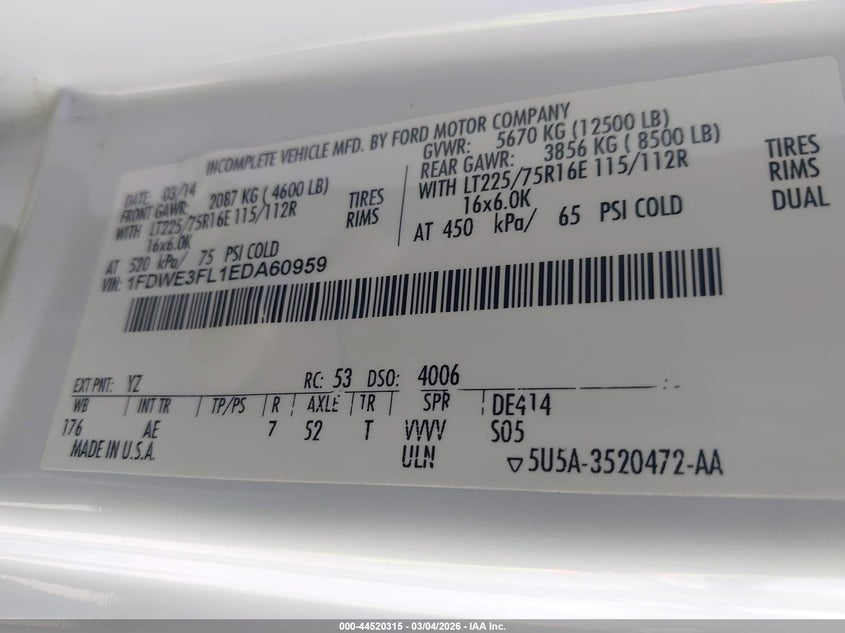 INCOMPLETE VEHICLE MFD. BY FORD MOTOR COMPANY
DATE: 03/14
FRONT GAWR: 2087 KG ( 4600 LB)
WITH LT225/75R16E 115/112R TIRES
16x6.0K RIMS
AT 520 kPa/ 75 PSI COLD
GVWR: 5670 KG (12500 LB)
REAR GAWR: 3856 KG ( 8500 LB)
WITH LT225/75R16E 115/112R TIRES
16x6.0K RIMS
AT 450 kPa/ 65 PSI COLD DUAL
VIN: 1FDWE3FL1EDA60959
EXT PNT: YZ RC: 53 DSO: 4006
WB INT TR TP/PS R AXLE TR SPR DE414
176 AE 7 52 T VVVV S05
MADE IN U.S.A. ULN ▽5U5A-3520472-AA
000-44520315 - 03/04/2026 - IAA Inc.